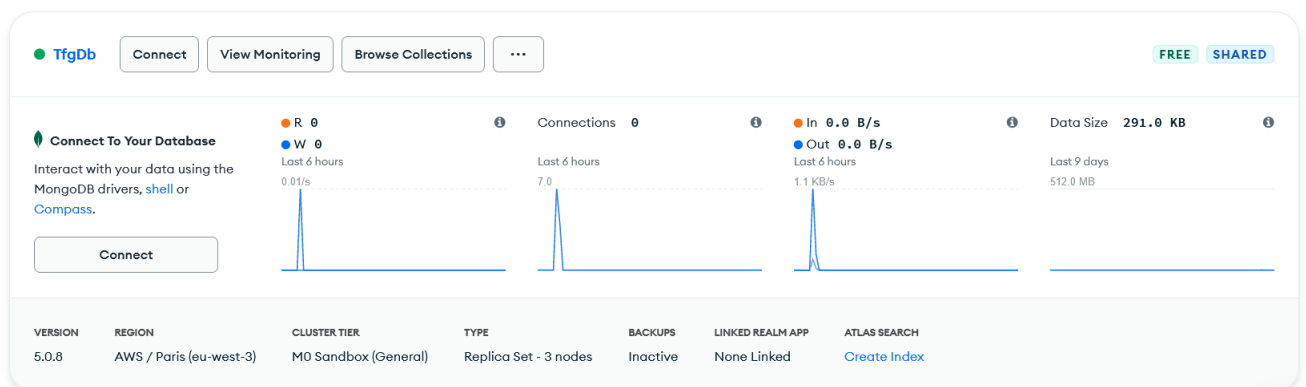 TfgDb
Connect
View Monitoring
Browse Collections
...
FREE
SHARED
Connect To Your Database
Interact with your data using the
MongoDB drivers, shell or
Compass.
Connect
R 0
W 0
Last 6 hours
0.01/s
Connections 0
Last 6 hours
7.0
In 0.0 B/s
Out 0.0 B/s
Last 6 hours
1.1 KB/s
Data Size 291.0 KB
Last 9 days
512.0 MB
VERSION
5.0.8
REGION
AWS / Paris (eu-west-3)
CLUSTER TIER
M0 Sandbox (General)
TYPE
Replica Set - 3 nodes
BACKUPS
Inactive
LINKED REALM APP
None Linked
ATLAS SEARCH
Create Index